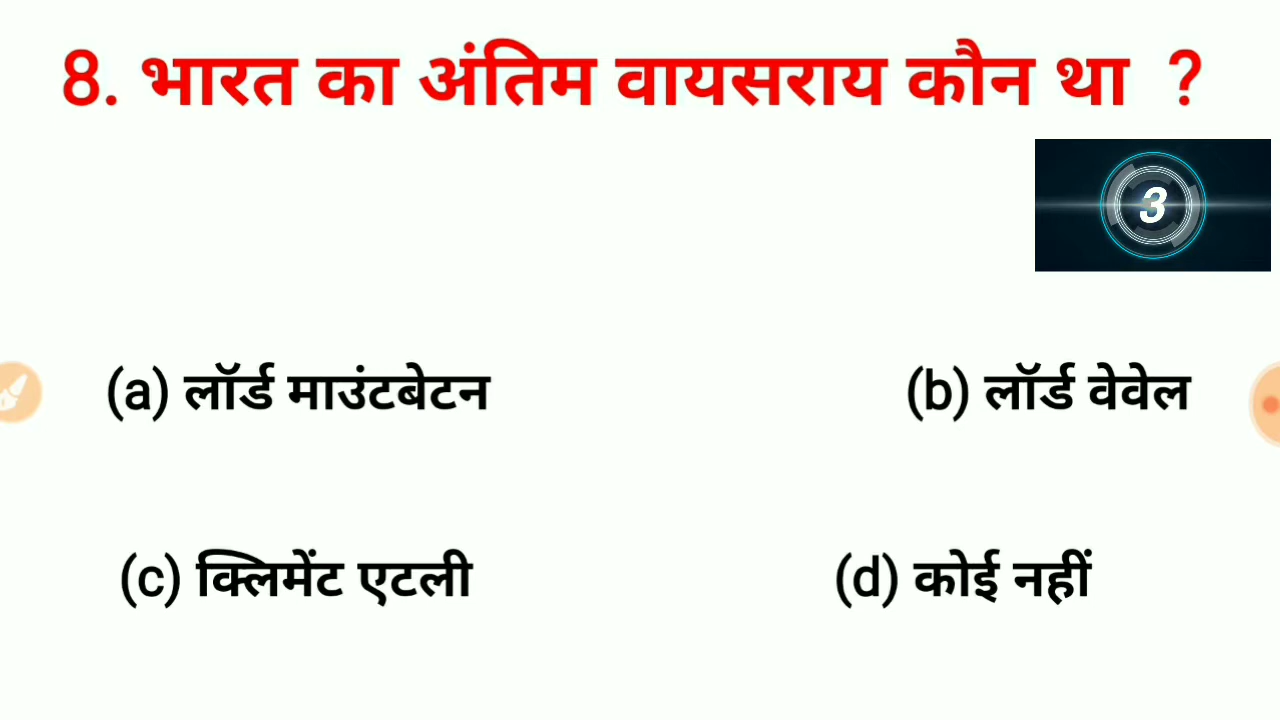 8. भारत का अंतिम वायसराय कौन था ?
3
(a) लॉर्ड माउंटबेटन
(b) लॉर्ड वेवेल
(c) क्लिमेंट एटली
(d) कोई नहीं